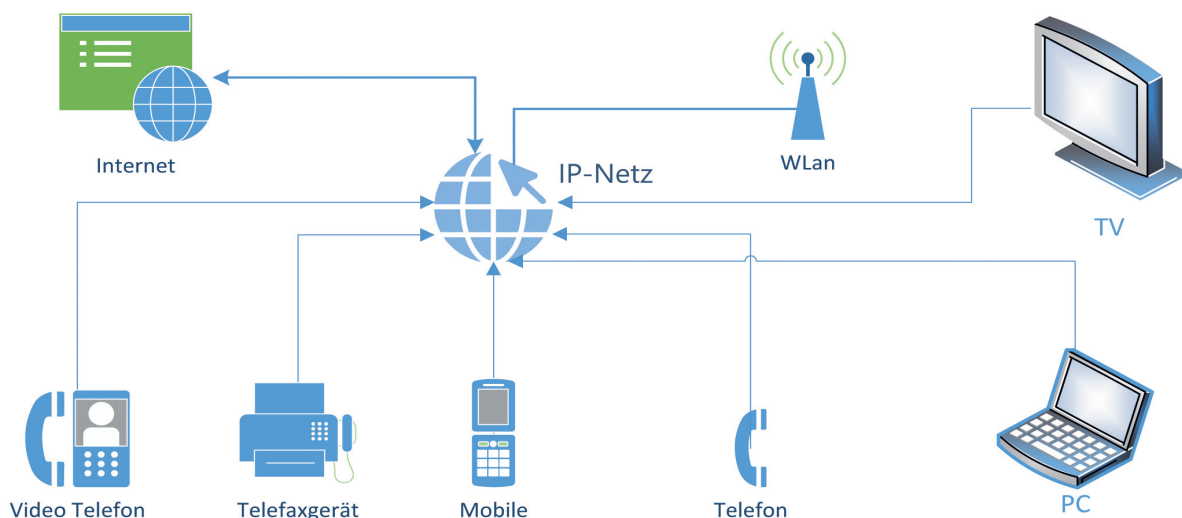 Internet
WLan
IP-Netz
TV
Video Telefon
Telefaxgerät
Mobile
Telefon
PC